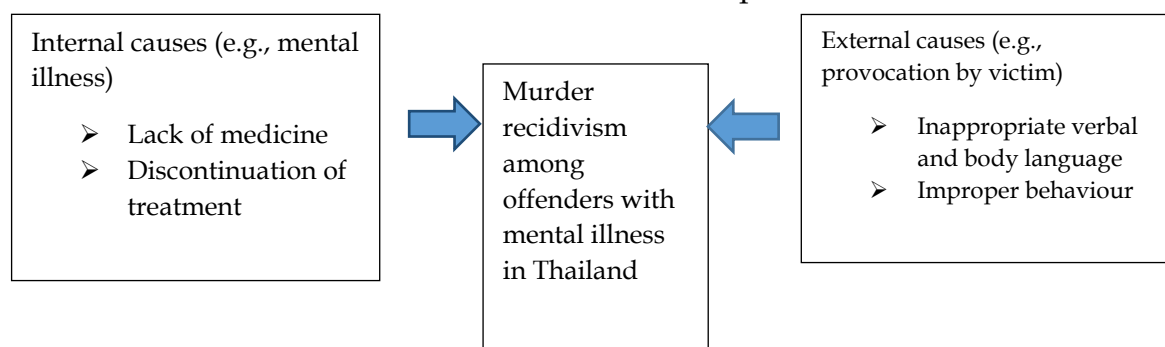 Internal causes (e.g., mental
illness)
➢ Lack of medicine
➢ Discontinuation of
treatment
Murder
recidivism
among
offenders with
mental illness
in Thailand
External causes (e.g.,
provocation by victim)
➢ Inappropriate verbal
and body language
➢ Improper behaviour